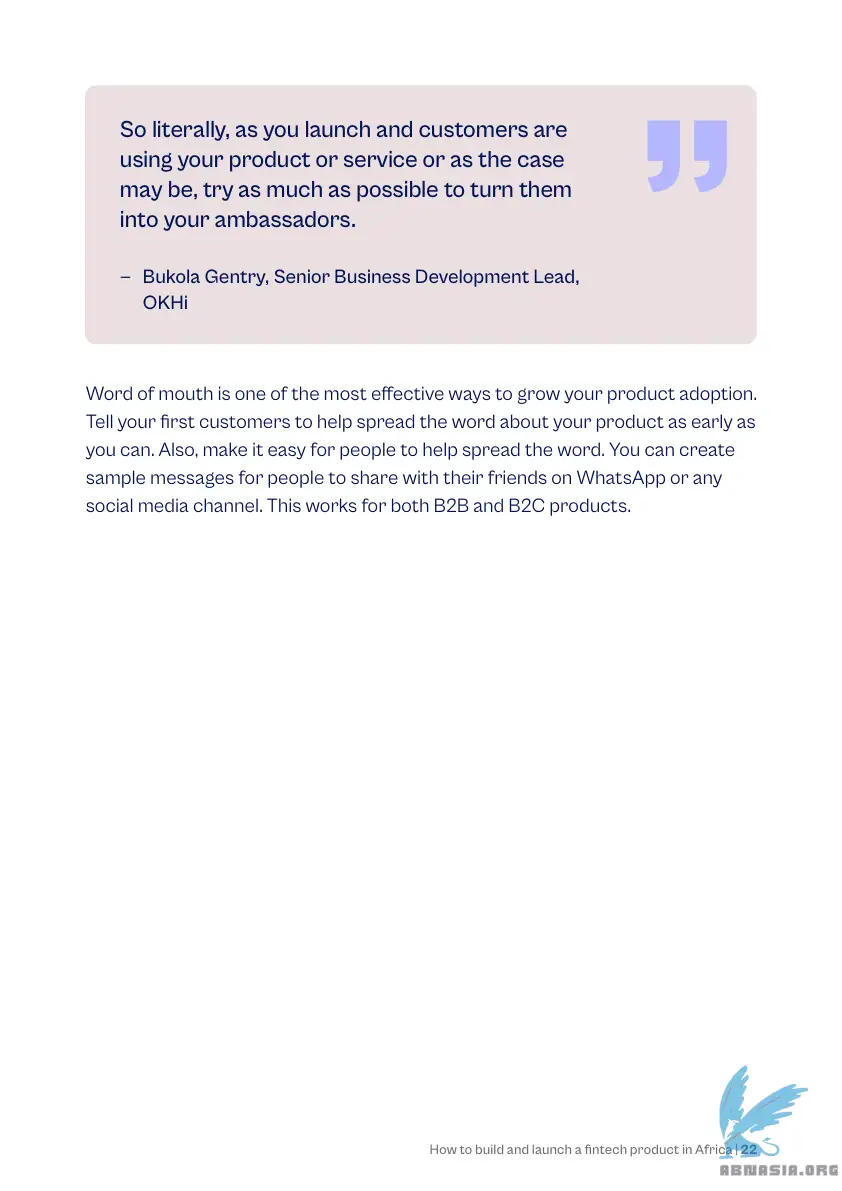 So literally, as you launch and customers are
using your product or service or as the case
may be, try as much as possible to turn them
into your ambassadors.
– Bukola Gentry, Senior Business Development Lead,
OKHi
Word of mouth is one of the most effective ways to grow your product adoption.
Tell your first customers to help spread the word about your product as early as
you can. Also, make it easy for people to help spread the word. You can create
sample messages for people to share with their friends on WhatsApp or any
social media channel. This works for both B2B and B2C products.
How to build and launch a fintech product in Africa | 22
ABNASIA.ORG